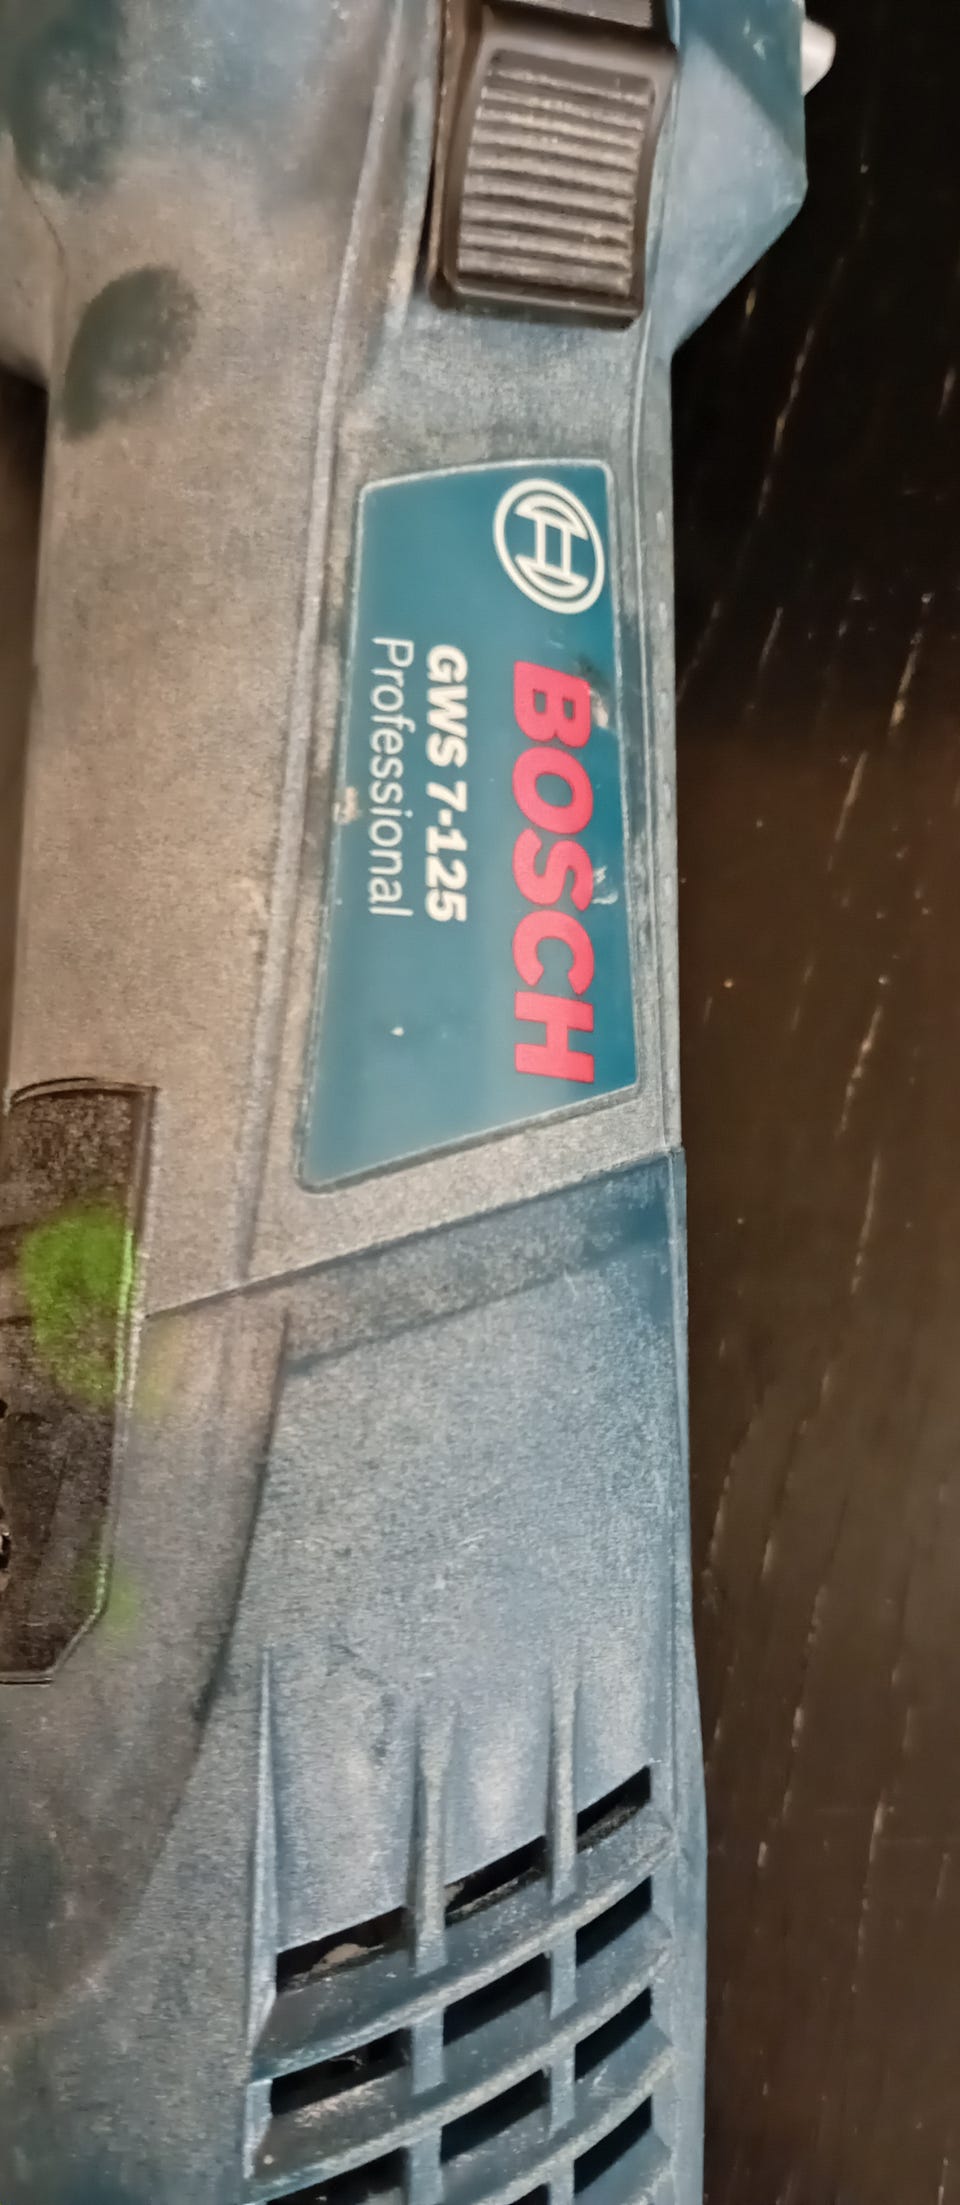 BOSCH
GWS 7-125
Professional